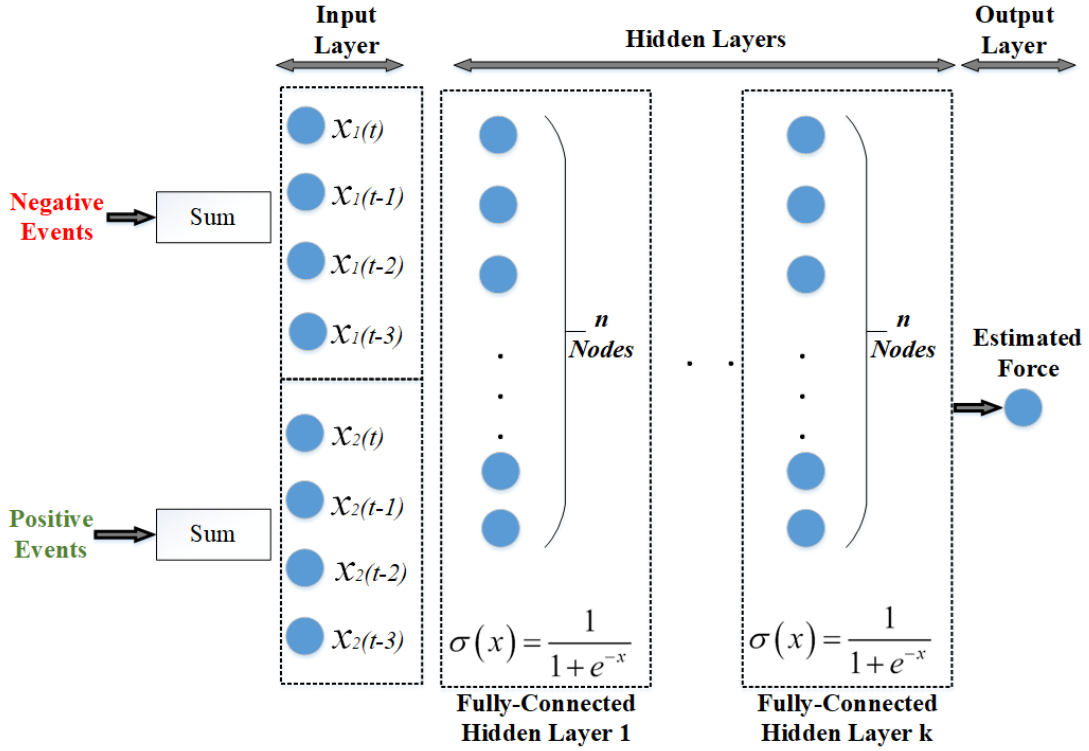 Input
Layer
Hidden Layers
Output
Layer
Negative
Events
Sum
x1(t)
x1(t-1)
x1(t-2)
x1(t-3)
Positive
Events
Sum
x2(t)
x2(t-1)
x2(t-2)
x2(t-3)
n
Nodes
σ(x) = 1 / (1 + e^-x)
Fully-Connected
Hidden Layer 1
. .
n
Nodes
σ(x) = 1 / (1 + e^-x)
Fully-Connected
Hidden Layer k
Estimated
Force